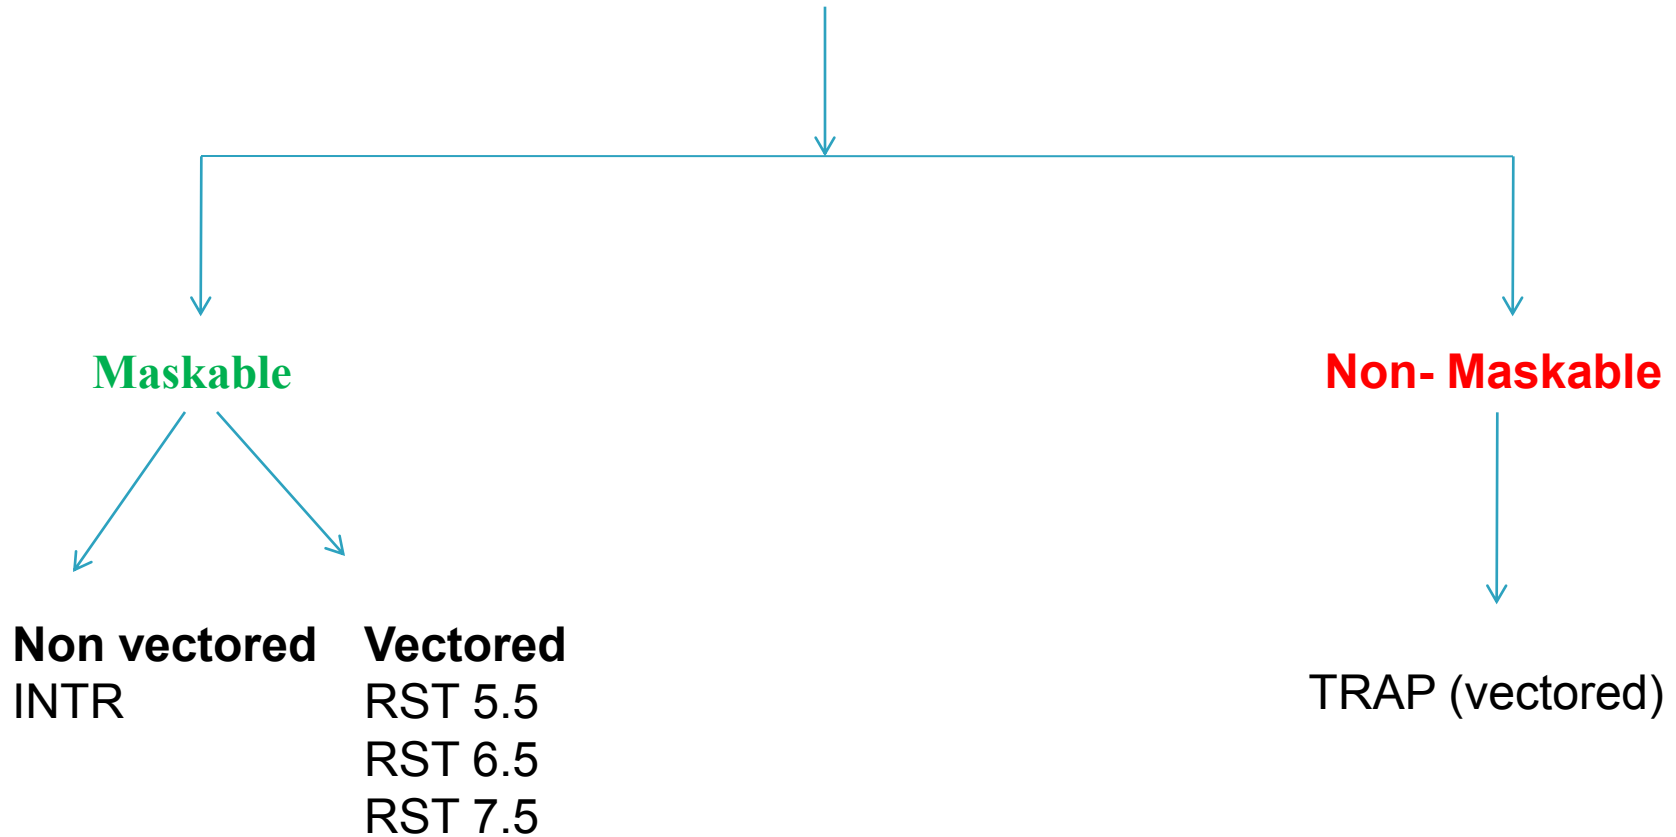 Maskable
Non- Maskable
Non vectored
INTR
Vectored
RST 5.5
RST 6.5
RST 7.5
TRAP (vectored)